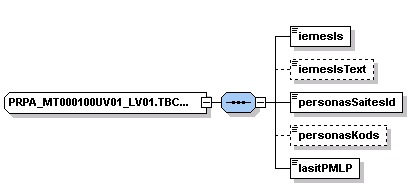 iemesls
iemeslsText
PRPA_MT000100UV01_LV01.TBC...
personasSaitesId
personasKods
lasitPMLP